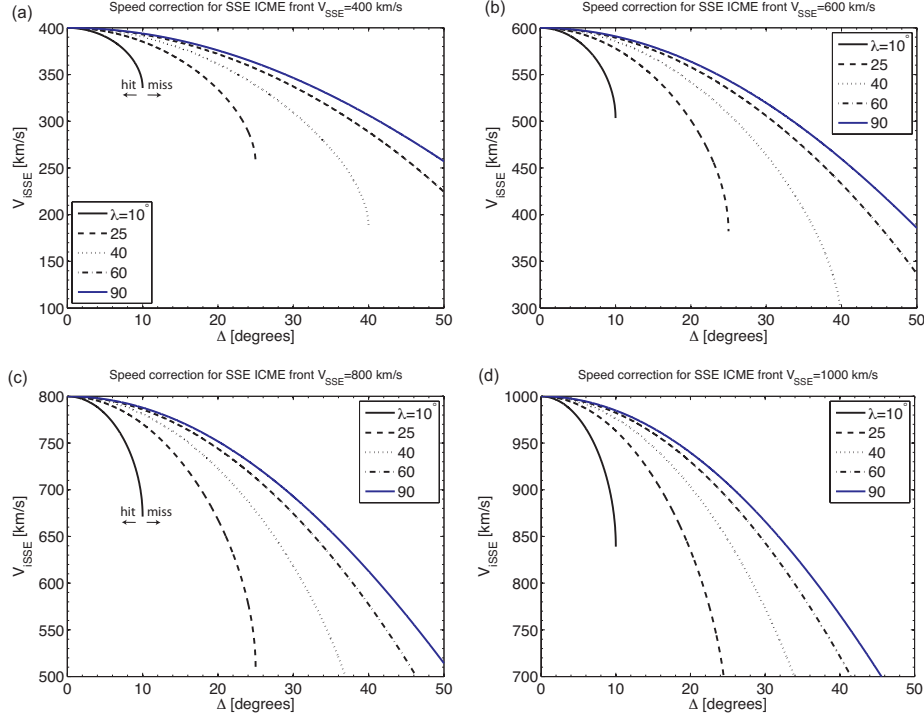 (a)
Speed correction for SSE ICME front V_SSE=400 km/s
400
350
300
250
200
150
100
V_iSSE [km/s]
hit miss
λ=10°
25
40
60
90
0 10 20 30 40 50
Δ [degrees]
(b)
Speed correction for SSE ICME front V_SSE=600 km/s
600
550
500
450
400
350
300
V_iSSE [km/s]
λ=10°
25
40
60
90
0 10 20 30 40 50
Δ [degrees]
(c)
Speed correction for SSE ICME front V_SSE=800 km/s
800
750
700
650
600
550
500
V_iSSE [km/s]
hit miss
λ=10°
25
40
60
90
0 10 20 30 40 50
Δ [degrees]
(d)
Speed correction for SSE ICME front V_SSE=1000 km/s
1000
950
900
850
800
750
700
V_iSSE [km/s]
λ=10°
25
40
60
90
0 10 20 30 40 50
Δ [degrees]